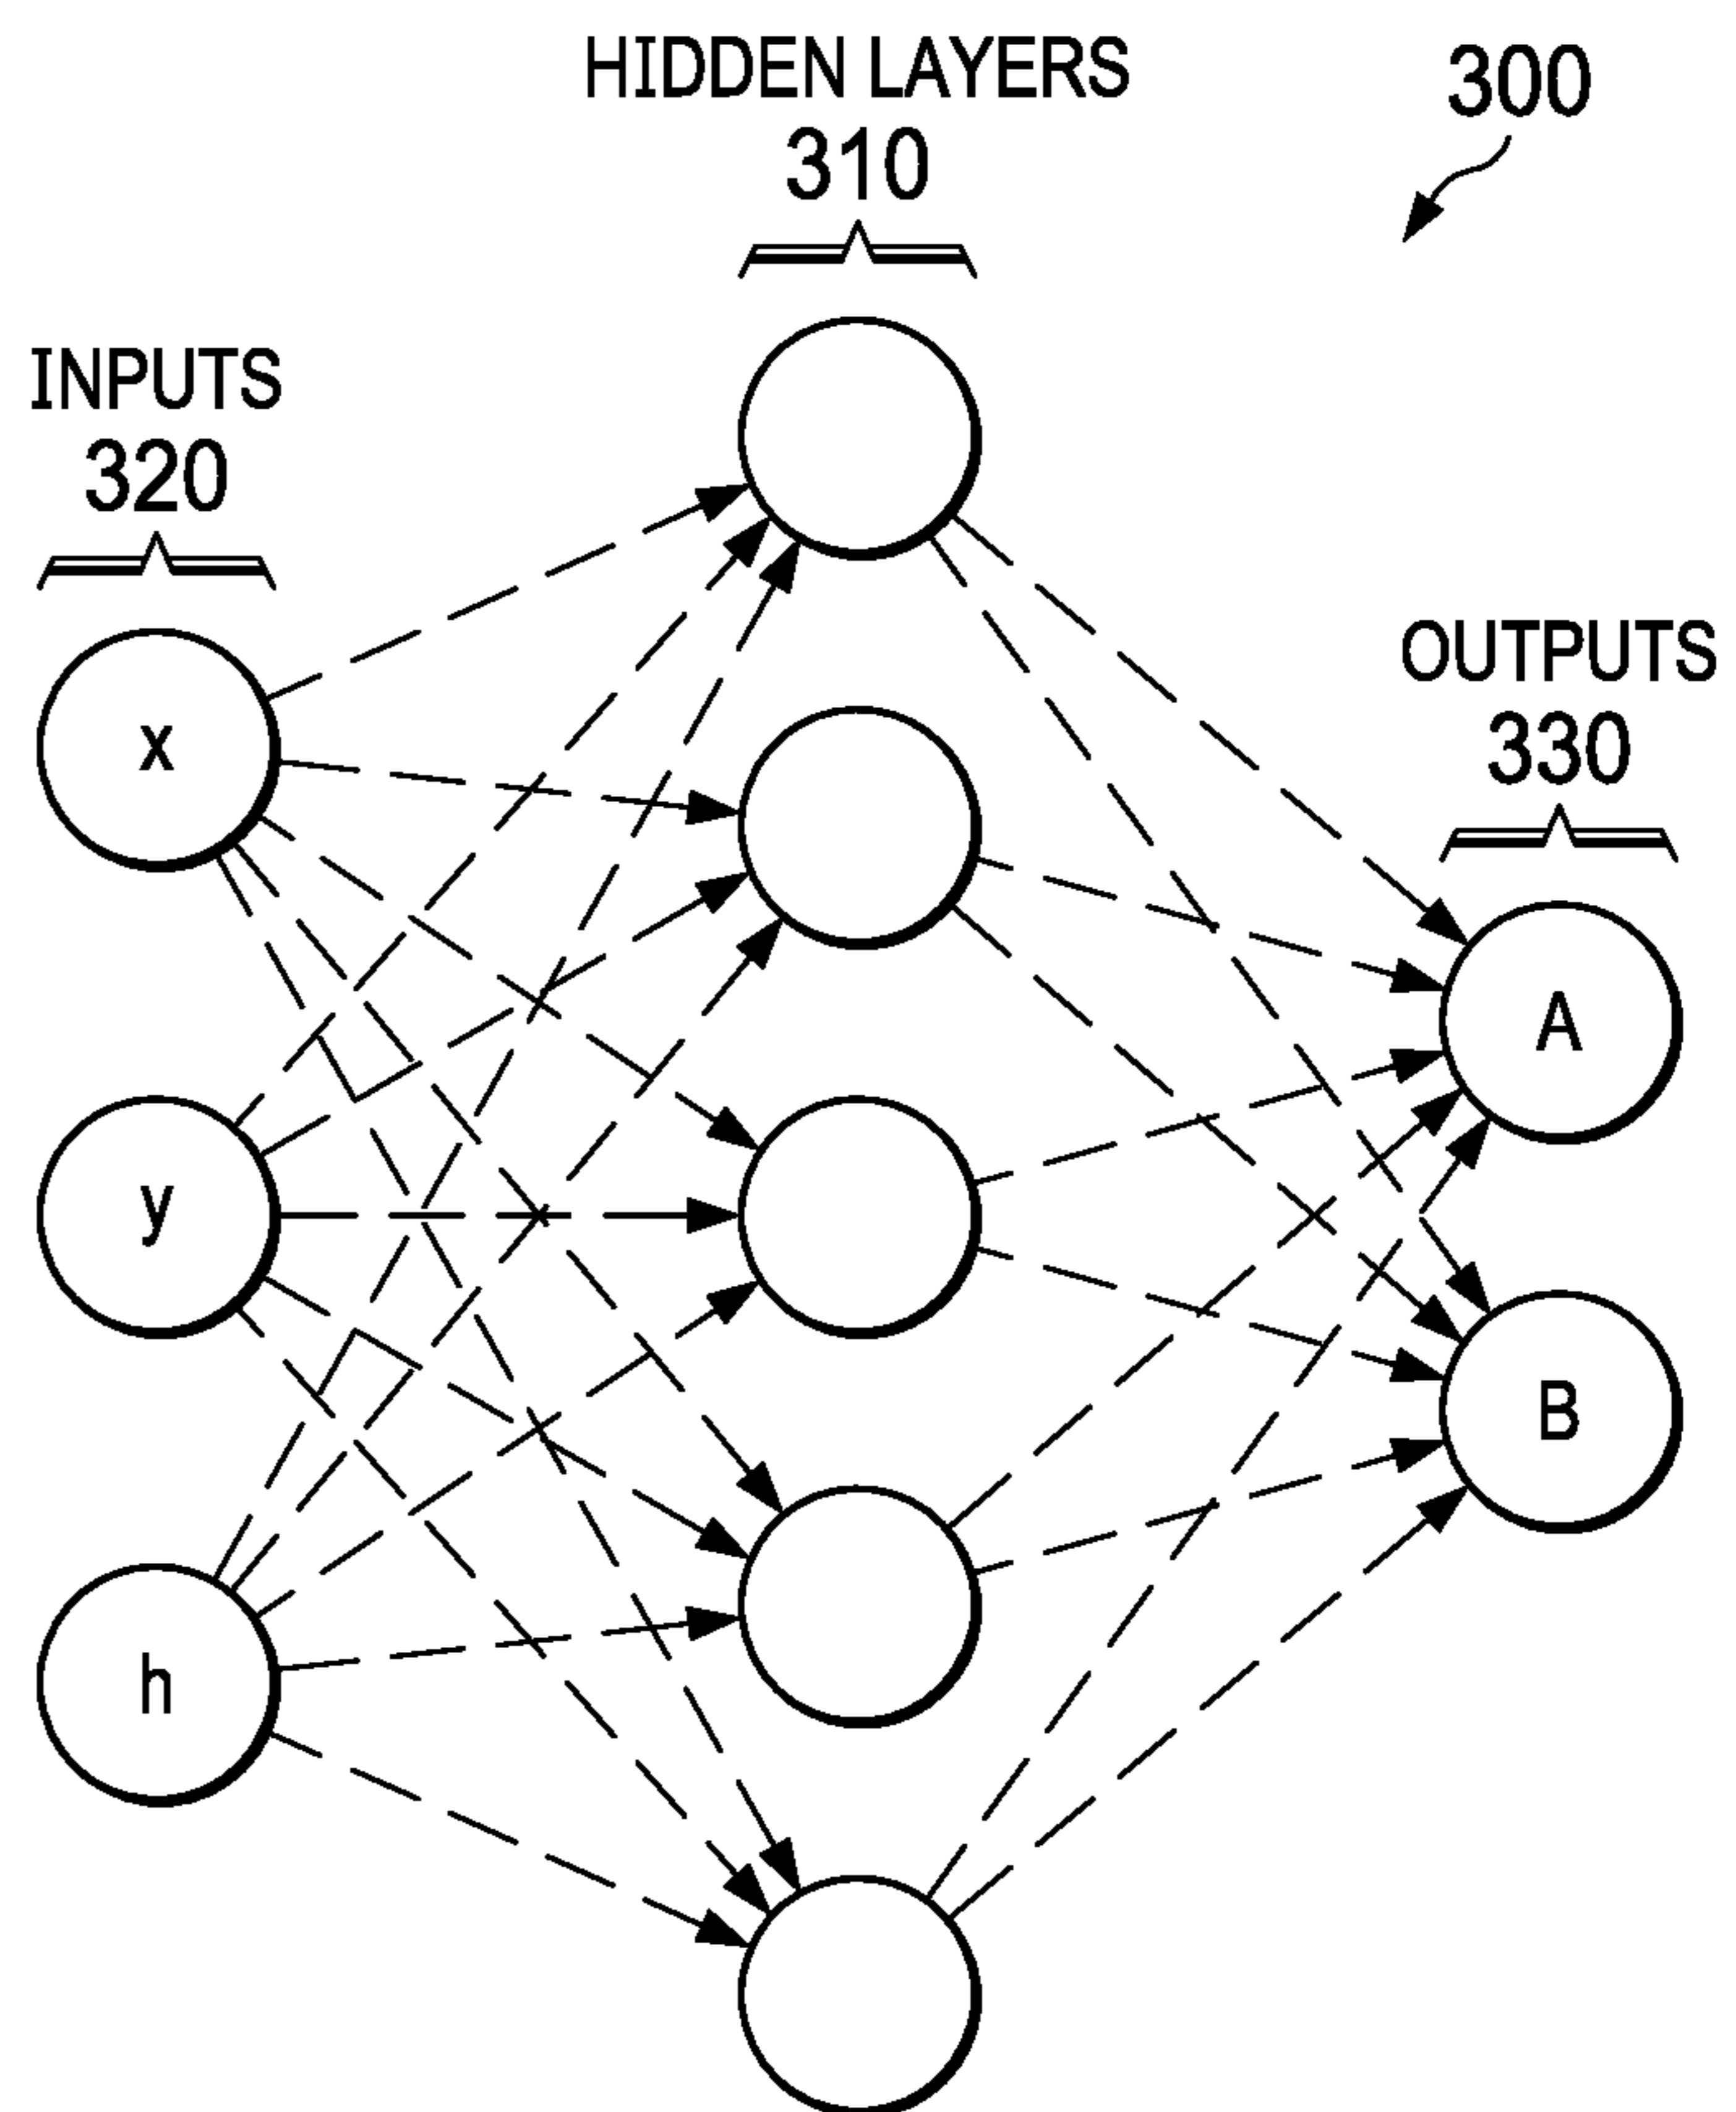 HIDDEN LAYERS
310
300
INPUTS
320
OUTPUTS
330
x
y
h
A
B